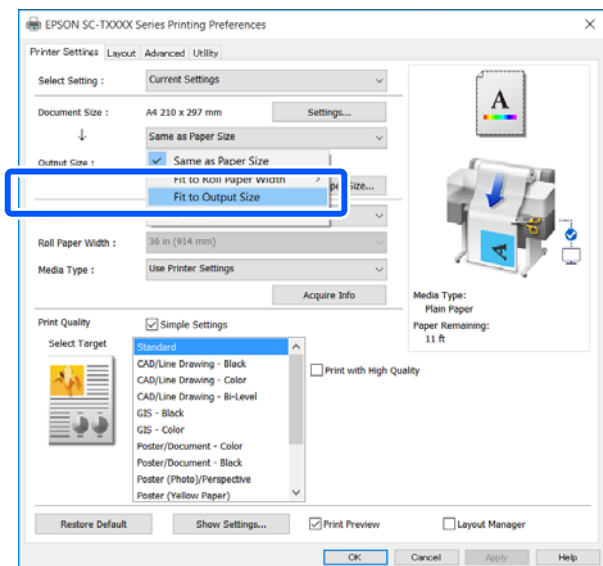 EPSON SC-TXXXX Series Printing Preferences
Printer Settings Layout Advanced Utility
Select Setting : Current Settings
Document Size : A4 210 x 297 mm Settings...
Same as Paper Size
Output Size : Same as Paper Size
Fit to Roll Paper Width
Size...
Fit to Output Size
Roll Paper Width : 36 in (914 mm)
Media Type : Use Printer Settings
Acquire Info
Media Type:
Plain Paper
Paper Remaining:
11 ft
Print Quality Simple Settings
Select Target
Standard
CAD/Line Drawing - Black
CAD/Line Drawing - Color
CAD/Line Drawing - Bi-Level
GIS - Black
GIS - Color
Poster/Document - Color
Poster/Document - Black
Poster (Photo)/Perspective
Poster (Yellow Paper)
Print with High Quality
A
A
Restore Default Show Settings... Print Preview Layout Manager
OK Cancel Apply Help